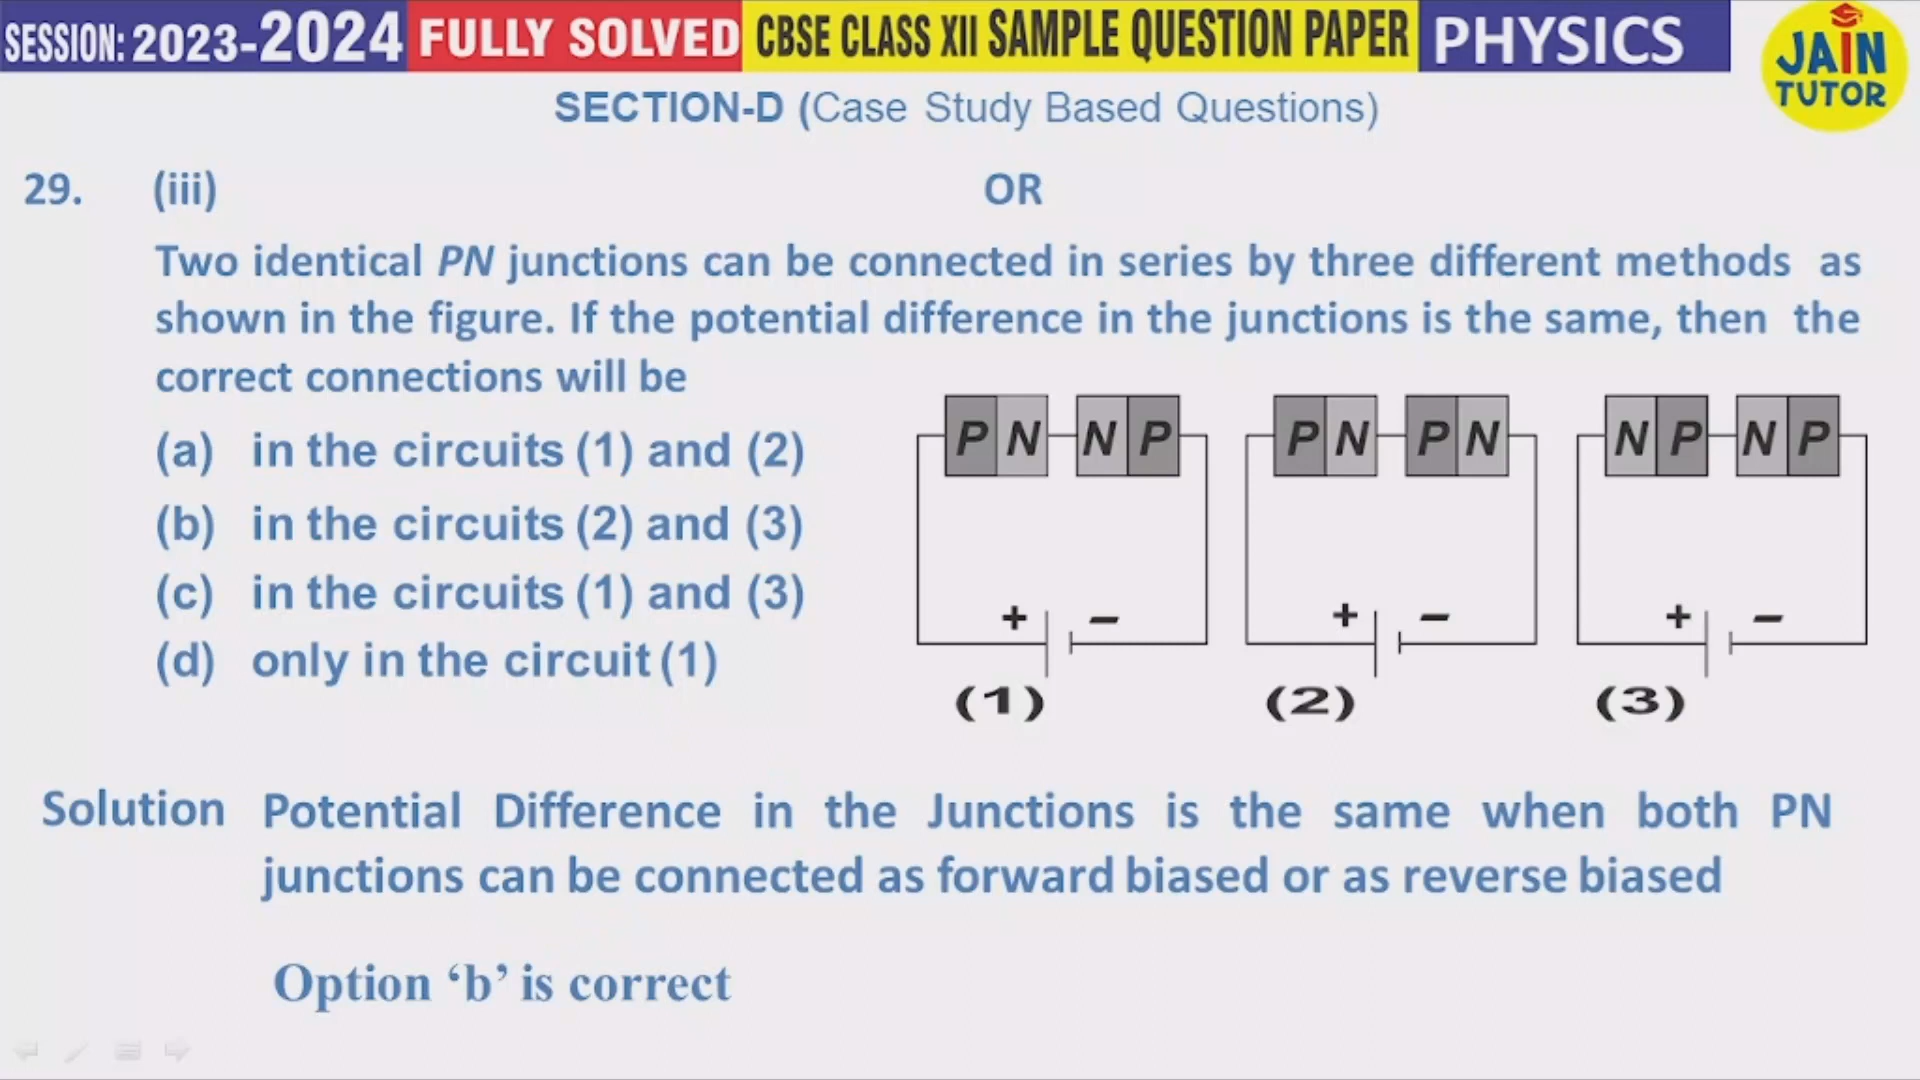 SESSION: 2023-2024 FULLY SOLVED CBSE CLASS XII SAMPLE QUESTION PAPER PHYSICS
JAIN
TUTOR
SECTION-D (Case Study Based Questions)
29. (iii) OR
Two identical PN junctions can be connected in series by three different methods as
shown in the figure. If the potential difference in the junctions is the same, then the
correct connections will be
(a) in the circuits (1) and (2)
(b) in the circuits (2) and (3)
(c) in the circuits (1) and (3)
(d) only in the circuit (1)
P N N P P N P N N P N P
+ − + − + −
(1) (2) (3)
Solution Potential Difference in the Junctions is the same when both PN
junctions can be connected as forward biased or as reverse biased
Option ‘b’ is correct